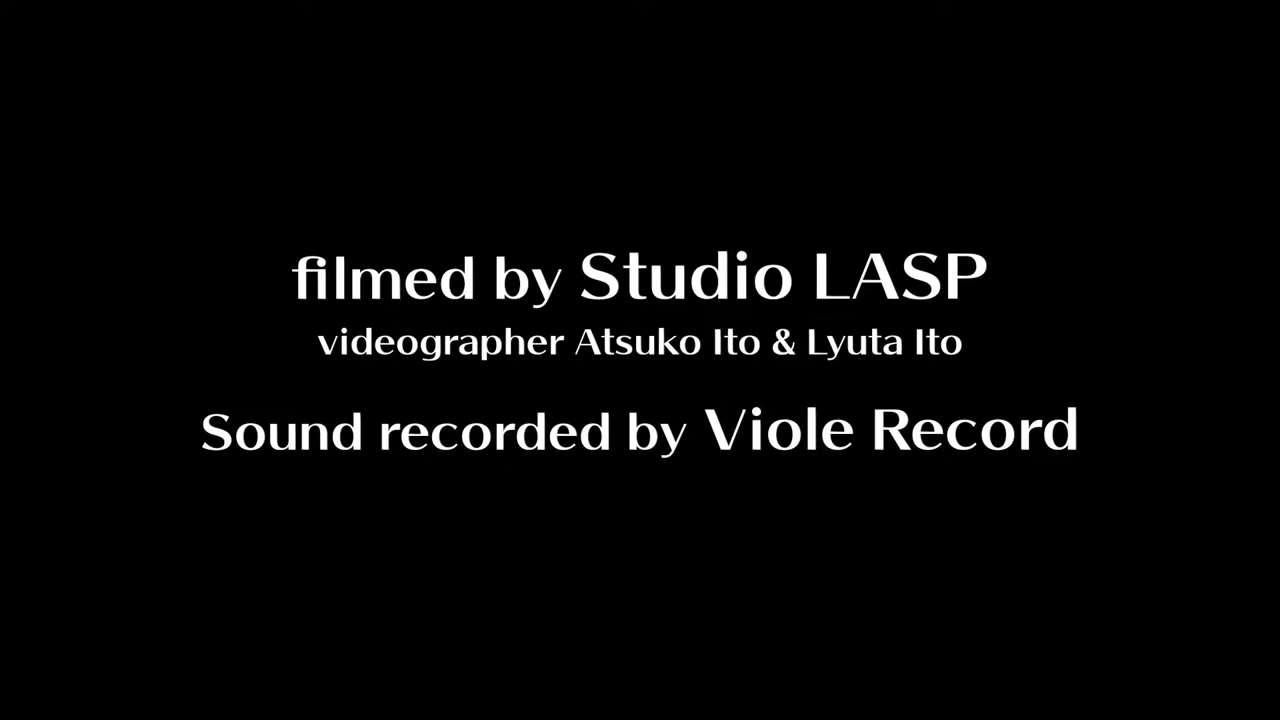 filmed by Studio LASP
videographer Atsuko Ito & Lyuta Ito
Sound recorded by Viole Record